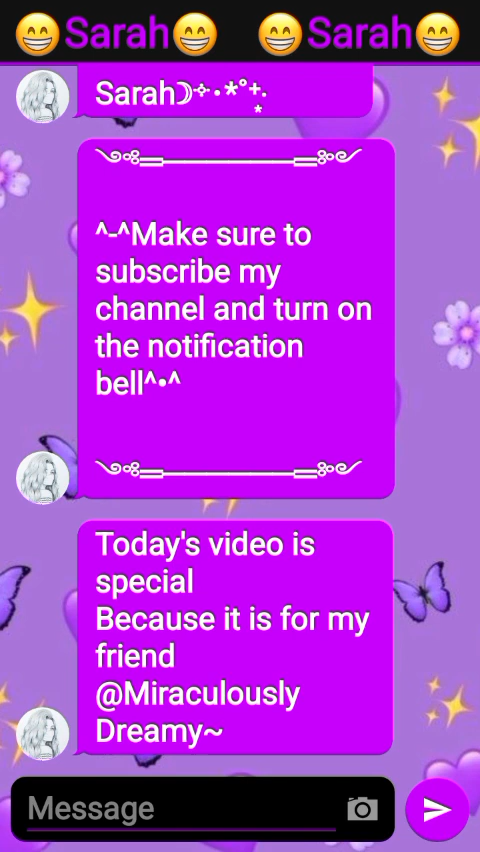 😁Sarah😁 😁Sarah😁
Sarah☽✧･*˚⁺‧͙
༺═────────────═༻
^-^Make sure to
subscribe my
channel and turn on
the notification
bell^•^
༺═────────────═༻
Today's video is
special
Because it is for my
friend
@Miraculously
Dreamy~
Message